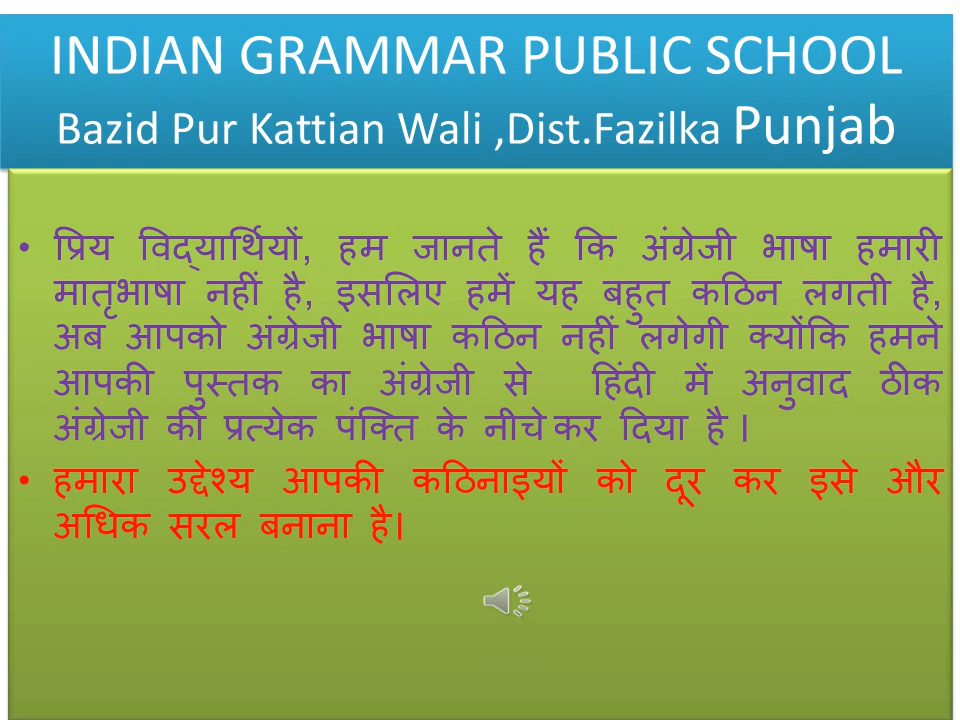 INDIAN GRAMMAR PUBLIC SCHOOL
Bazid Pur Kattian Wali ,Dist.Fazilka Punjab
• प्रिय विद्यार्थियों, हम जानते हैं कि अंग्रेजी भाषा हमारी
मातृभाषा नहीं है, इसलिए हमें यह बहुत कठिन लगती है,
अब आपको अंग्रेजी भाषा कठिन नहीं लगेगी क्योंकि हमने
आपकी पुस्तक का अंग्रेजी से हिंदी में अनुवाद ठीक
अंग्रेजी की प्रत्येक पंक्ति के नीचे कर दिया है ।
• हमारा उद्देश्य आपकी कठिनाइयों को दूर कर इसे और
अधिक सरल बनाना है।